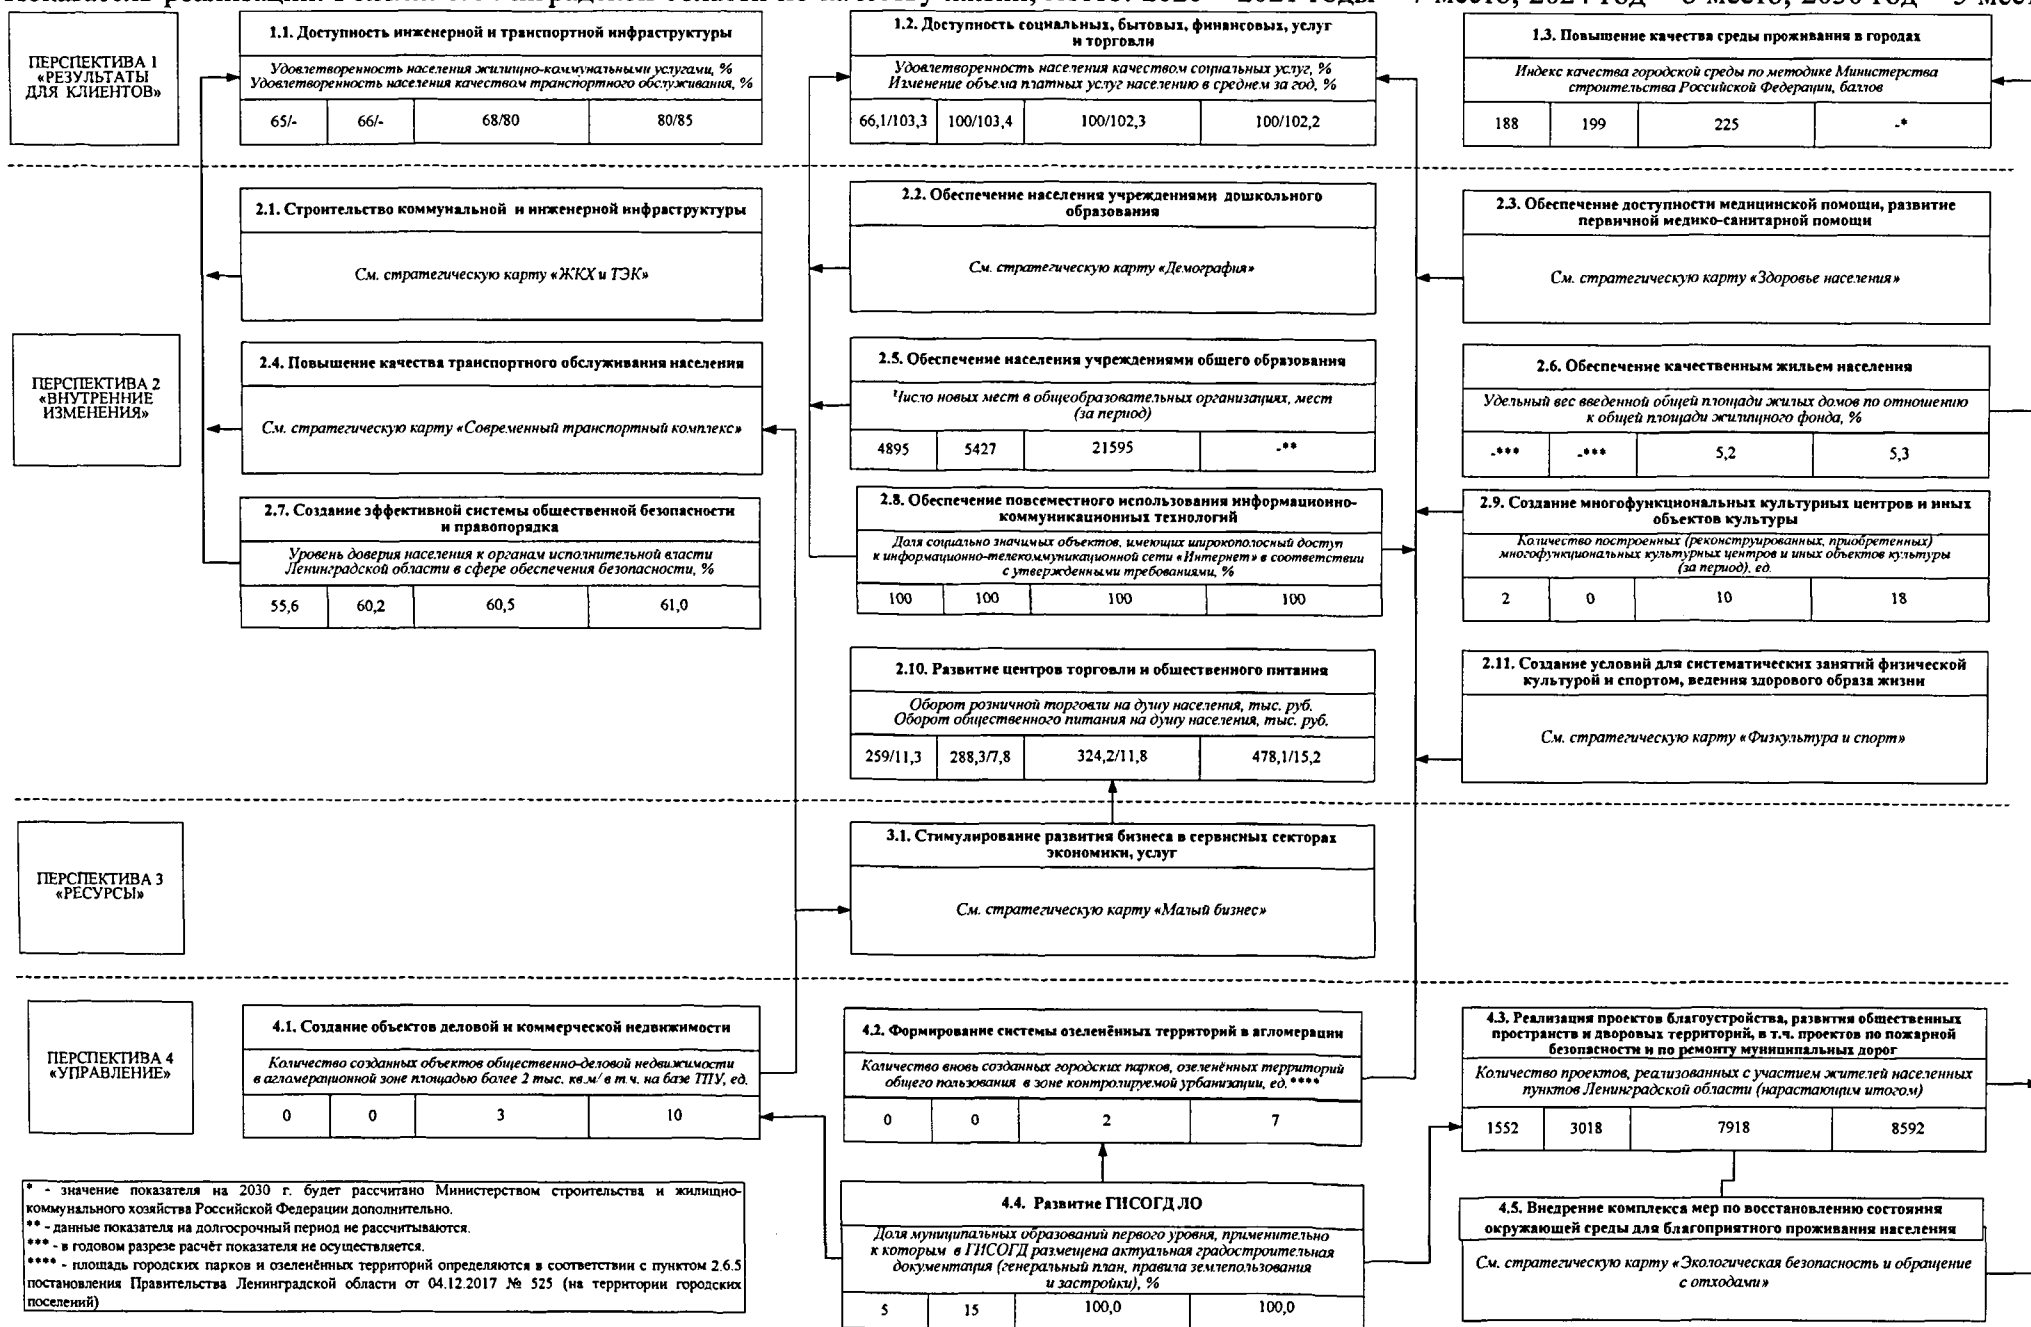 2020 – 2021 годы – 7 место, 2024 год – 6 место, 2030 год – 5 мест
ПЕРСПЕКТИВА 1
«РЕЗУЛЬТАТЫ
ДЛЯ КЛИЕНТОВ»
1.1. Доступность инженерной и транспортной инфраструктуры
Удовлетворенность населения жилищно-коммунальными услугами, %
Удовлетворенность населения качеством транспортного обслуживания, %
65/- 66/- 68/80 80/85
1.2. Доступность социальных, бытовых, финансовых, услуг
и торговли
Удовлетворенность населения качеством социальных услуг, %
Изменение объема платных услуг населению в среднем за год, %
66,1/103,3 100/103,4 100/102,3 100/102,2
1.3. Повышение качества среды проживания в городах
Индекс качества городской среды по методике Министерства
строительства Российской Федерации, баллов
188 199 225 -*
ПЕРСПЕКТИВА 2
«ВНУТРЕННИЕ
ИЗМЕНЕНИЯ»
2.1. Строительство коммунальной и инженерной инфраструктуры
См. стратегическую карту «ЖКХ и ТЭК»
2.2. Обеспечение населения учреждениями дошкольного
образования
См. стратегическую карту «Демография»
2.3. Обеспечение доступности медицинской помощи, развитие
первичной медико-санитарной помощи
См. стратегическую карту «Здоровье населения»
2.4. Повышение качества транспортного обслуживания населения
См. стратегическую карту «Современный транспортный комплекс»
2.5. Обеспечение населения учреждениями общего образования
Число новых мест в общеобразовательных организациях, мест
(за период)
4895 5427 21595 -**
2.6. Обеспечение качественным жильем населения
Удельный вес введенной общей площади жилых домов по отношению
к общей площади жилищного фонда, %
-*** -*** 5,2 5,3
2.7. Создание эффективной системы общественной безопасности
и правопорядка
Уровень доверия населения к органам исполнительной власти
Ленинградской области в сфере обеспечения безопасности, %
55,6 60,2 60,5 61,0
2.8. Обеспечение повсеместного использования информационно-
коммуникационных технологий
Доля социально значимых объектов, имеющих широкополосный доступ
к информационно-телекоммуникационной сети «Интернет» в соответствии
с утвержденными требованиями, %
100 100 100 100
2.9. Создание многофункциональных культурных центров и иных
объектов культуры
Количество построенных (реконструированных, приобретенных)
многофункциональных культурных центров и иных объектов культуры
(за период), ед.
2 0 10 18
2.10. Развитие центров торговли и общественного питания
Оборот розничной торговли на душу населения, тыс. руб.
Оборот общественного питания на душу населения, тыс. руб.
259/11,3 288,3/7,8 324,2/11,8 478,1/15,2
2.11. Создание условий для систематических занятий физической
культурой и спортом, ведения здорового образа жизни
См. стратегическую карту «Физкультура и спорт»
ПЕРСПЕКТИВА 3
«РЕСУРСЫ»
3.1. Стимулирование развития бизнеса в сервисных секторах
экономики, услуг
См. стратегическую карту «Малый бизнес»
ПЕРСПЕКТИВА 4
«УПРАВЛЕНИЕ»
4.1. Создание объектов деловой и коммерческой недвижимости
Количество созданных объектов общественно-деловой недвижимости
в агломерационной зоне площадью более 2 тыс. кв.м/ в т.ч. на базе ТПУ, ед.
0 0 3 10
4.2. Формирование системы озеленённых территорий в агломерации
Количество вновь созданных городских парков, озеленённых территорий
общего пользования в зоне контролируемой урбанизации, ед. ****
0 0 2 7
4.3. Реализация проектов благоустройства, развития общественных
пространств и дворовых территорий, в т.ч. проектов по пожарной
безопасности и по ремонту муниципальных дорог
Количество проектов, реализованных с участием жителей населенных
пунктов Ленинградской области (нарастающим итогом)
1552 3018 7918 8592
* - значение показателя на 2030 г. будет рассчитано Министерством строительства и жилищно-
коммунального хозяйства Российской Федерации дополнительно.
** - данные показателя на долгосрочный период не рассчитываются.
*** - в годовом разрезе расчёт показателя не осуществляется.
**** - площадь городских парков и озеленённых территорий определяются в соответствии с пунктом 2.6.5
постановления Правительства Ленинградской области от 04.12.2017 № 525 (на территории городских
поселений)
4.4. Развитие ГИСОГД ЛО
Доля муниципальных образований первого уровня, применительно
к которым в ГИСОГД размещена актуальная градостроительная
документация (генеральный план, правила землепользования
и застройки), %
5 15 100,0 100,0
4.5. Внедрение комплекса мер по восстановлению состояния
окружающей среды для благоприятного проживания населения
См. стратегическую карту «Экологическая безопасность и обращение
с отходами»